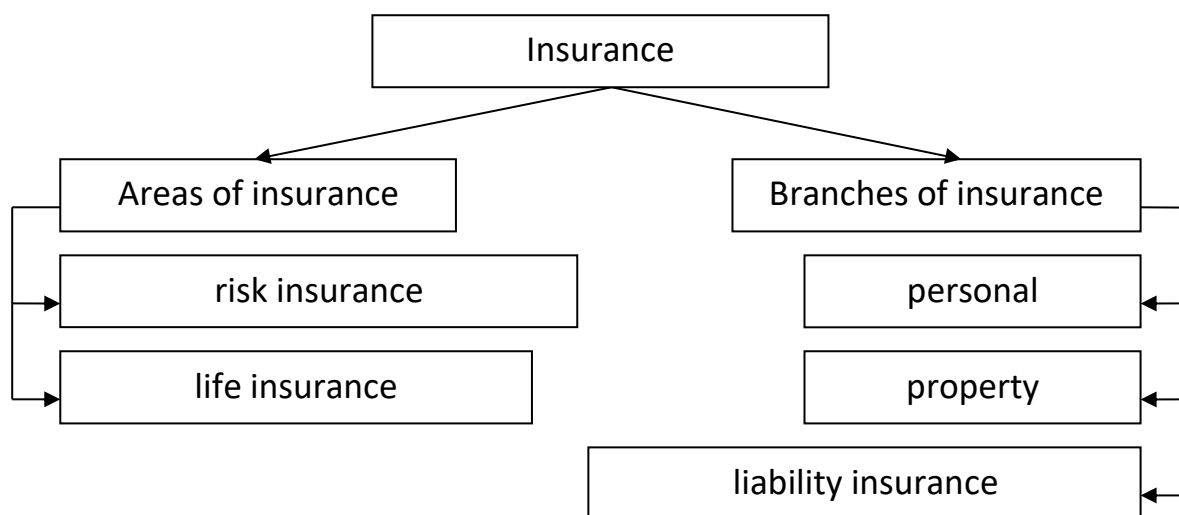 Insurance
Areas of insurance
Branches of insurance
risk insurance
personal
life insurance
property
liability insurance